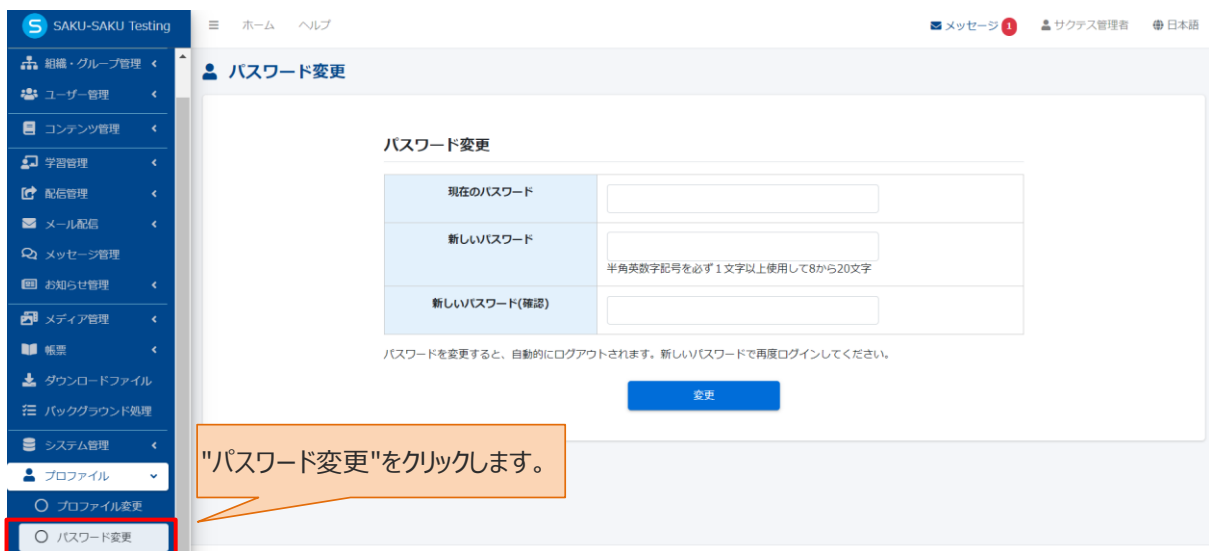 SAKU-SAKU Testing
ホーム ヘルプ
メッセージ 1 サクテス管理者 日本語
組織・グループ管理
ユーザー管理
コンテンツ管理
学習管理
配信管理
メール配信
メッセージ管理
お知らせ管理
メディア管理
帳票
ダウンロードファイル
バックグラウンド処理
システム管理
プロファイル
プロファイル変更
パスワード変更
パスワード変更
パスワード変更
現在のパスワード
新しいパスワード
半角英数字記号を必ず1文字以上使用して8から20文字
新しいパスワード(確認)
パスワードを変更すると、自動的にログアウトされます。新しいパスワードで再度ログインしてください。
変更
"パスワード変更"をクリックします。